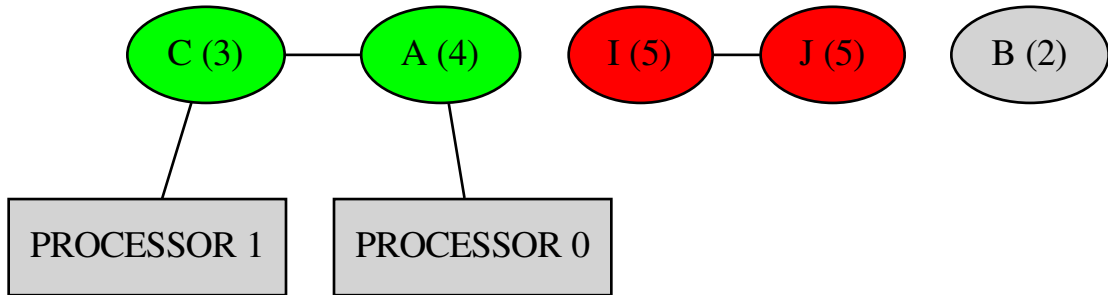 C (3)
A (4)
I (5)
J (5)
B (2)
PROCESSOR 1
PROCESSOR 0